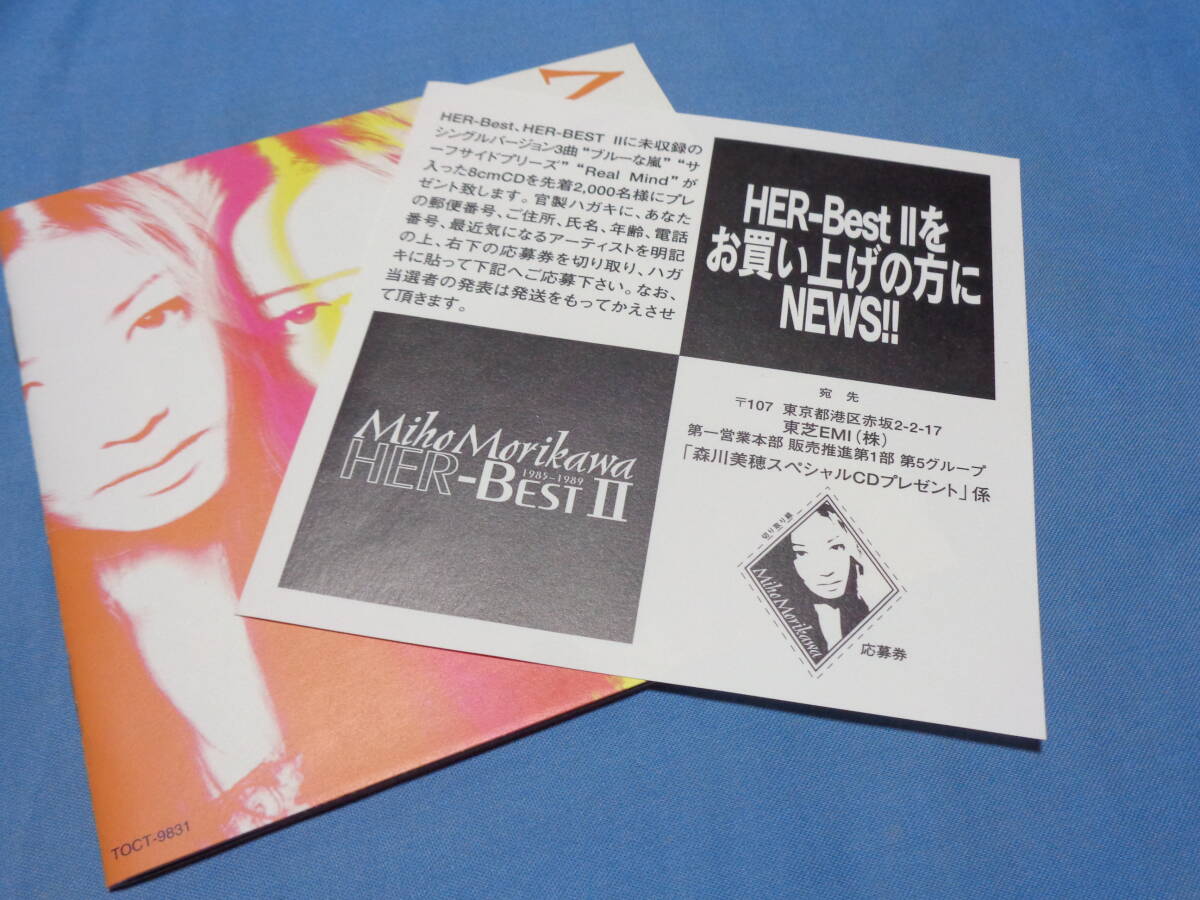 HER-Best、HER-BEST IIに未収録の
シングルバージョン3曲“ブルーな嵐”“サ
ーフサイドブリーズ”“Real Mind”が
入った8cmCDを先着2,000名様にプレ
ゼント致します。官製ハガキに、あなた
の郵便番号、ご住所、氏名、年齢、電話
番号、最近気になるアーティストを明記
の上、右下の応募券を切り取り、ハガ
キに貼って下記へご応募下さい。なお、
当選者の発表は発送をもってかえさせ
て頂きます。
HER-Best IIを
お買い上げの方に
NEWS!!
Miho Morikawa
1985-1989
HER-BEST II
宛先
〒107 東京都港区赤坂2-2-17
東芝EMI(株)
第一営業本部 販売推進第1部 第5グループ
「森川美穂スペシャルCDプレゼント」係
切り取り線
Miho Morikawa
応募券
TOCT-9831